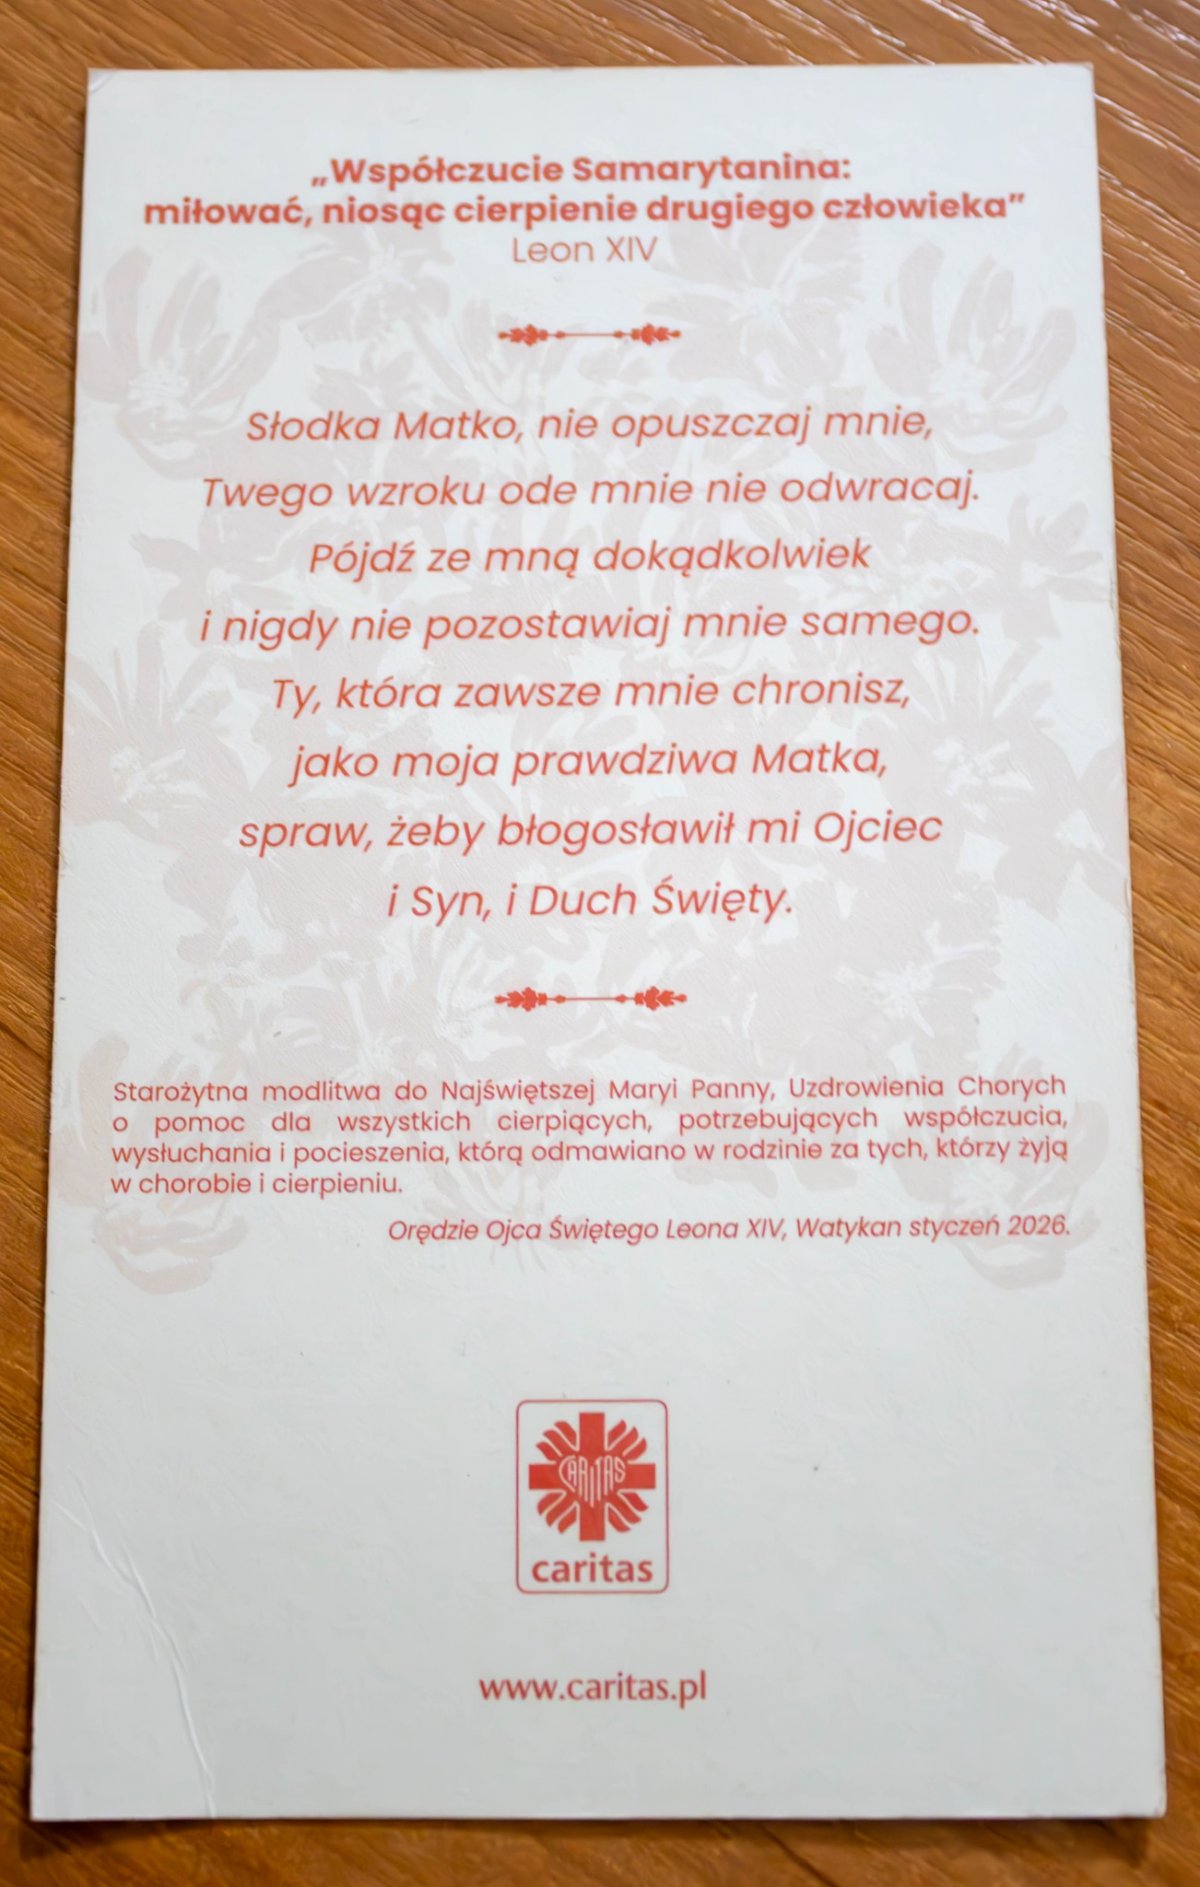 „Współczucie Samarytanina:
miłować, niosąc cierpienie drugiego człowieka”
Leon XIV
Słodka Matko, nie opuszczaj mnie,
Twego wzroku ode mnie nie odwracaj.
Pójdź ze mną dokądkolwiek
i nigdy nie pozostawiaj mnie samego.
Ty, która zawsze mnie chronisz,
jako moja prawdziwa Matka,
spraw, żeby błogosławił mi Ojciec
i Syn, i Duch Święty.
Starożytna modlitwa do Najświętszej Maryi Panny, Uzdrowienia Chorych
o pomoc dla wszystkich cierpiących, potrzebujących współczucia,
wysłuchania i pocieszenia, którą odmawiano w rodzinie za tych, którzy żyją
w chorobie i cierpieniu.
Orędzie Ojca Świętego Leona XIV, Watykan styczeń 2026.
CARITAS
caritas
www.caritas.pl